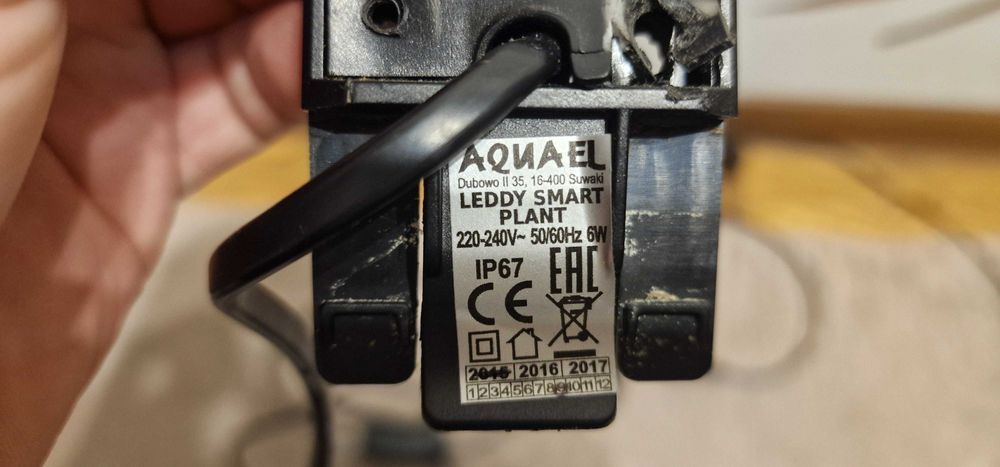 AQUAEL
Dubowo II 35, 16-400 Suwaki
LEDDY SMART
PLANT
220-240V~ 50/60Hz 6W
IP67 EAC
CE
2015 2016 2017
1 2 3 4 5 6 7 8 9 10 11 12